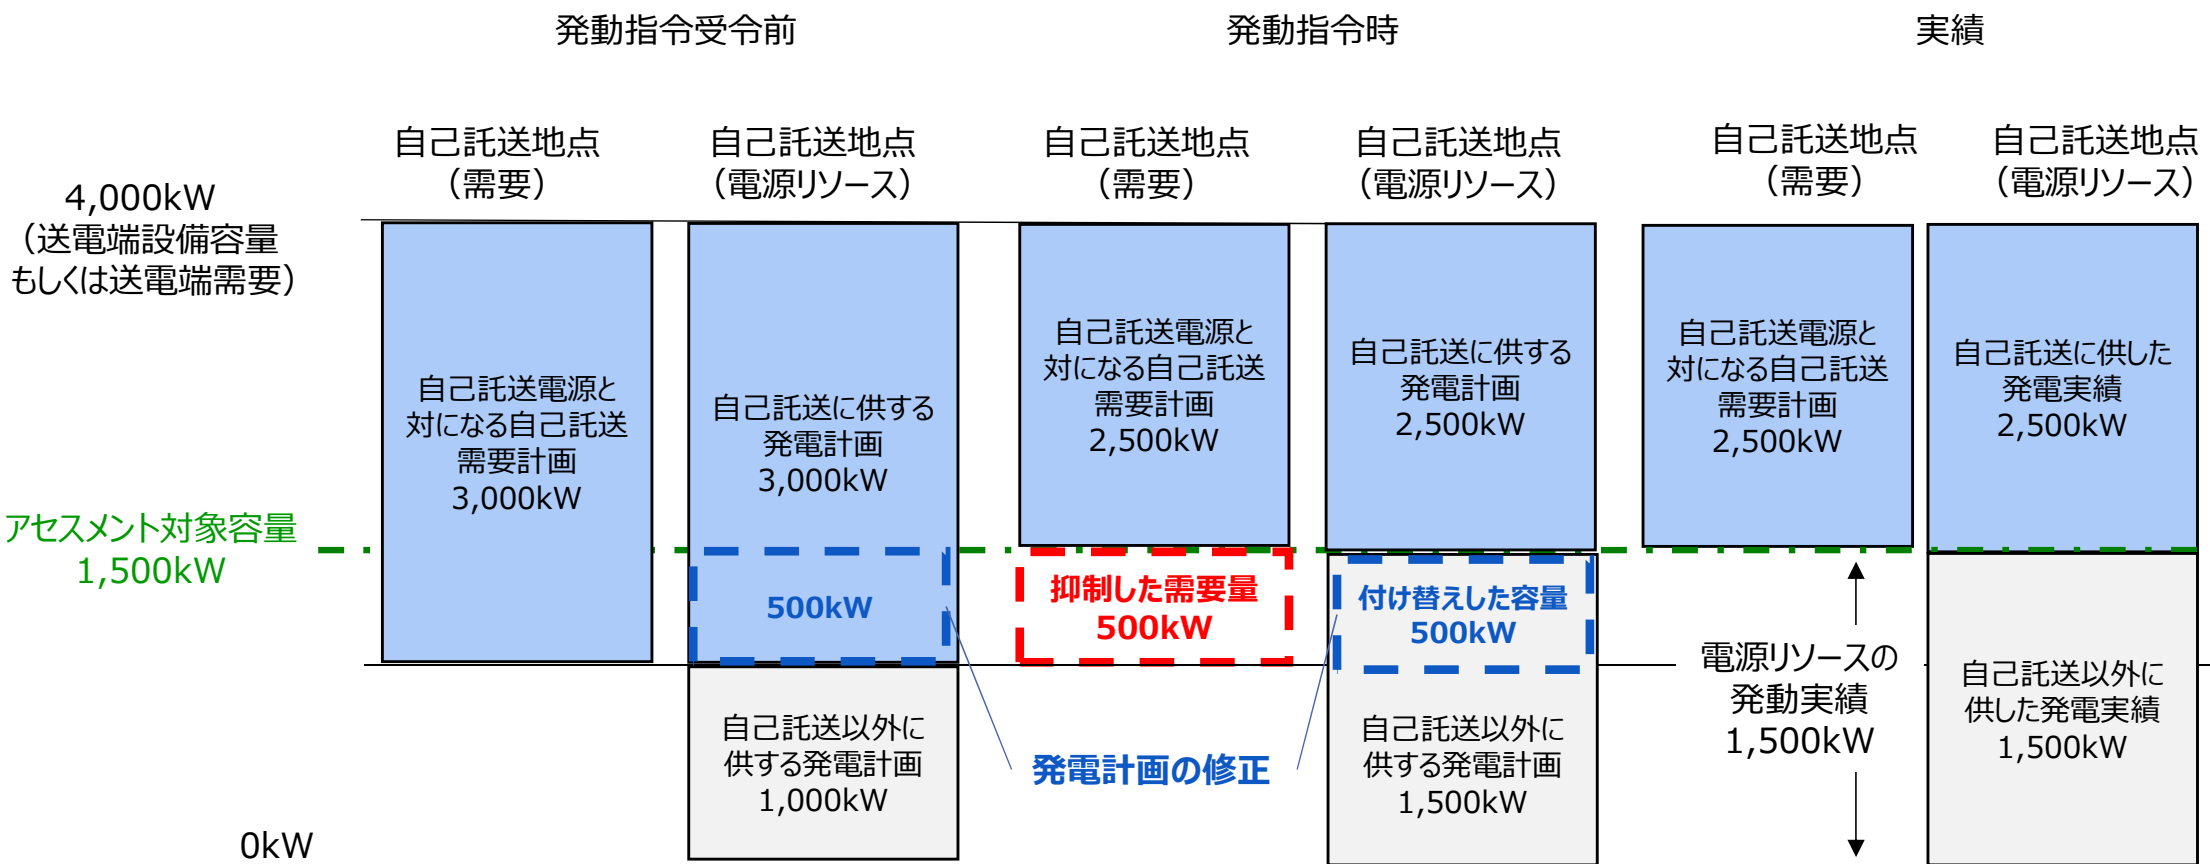 発動指令受令前
発動指令時
実績
自己託送地点
（需要）
自己託送地点
（電源リソース）
自己託送地点
（需要）
自己託送地点
（電源リソース）
自己託送地点
（需要）
自己託送地点
（電源リソース）
4,000kW
（送電端設備容量
もしくは送電端需要）
自己託送電源と
対になる自己託送
需要計画
3,000kW
自己託送に供する
発電計画
3,000kW
自己託送電源と
対になる自己託送
需要計画
2,500kW
自己託送に供する
発電計画
2,500kW
自己託送電源と
対になる自己託送
需要計画
2,500kW
自己託送に供した
発電実績
2,500kW
アセスメント対象容量
1,500kW
500kW
抑制した需要量
500kW
付け替えした容量
500kW
自己託送以外に
供する発電計画
1,000kW
発電計画の修正
自己託送以外に
供する発電計画
1,500kW
電源リソースの
発動実績
1,500kW
自己託送以外に
供した発電実績
1,500kW
0kW